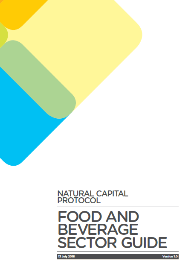 NATURAL CAPITAL
PROTOCOL
FOOD AND
BEVERAGE
SECTOR GUIDE